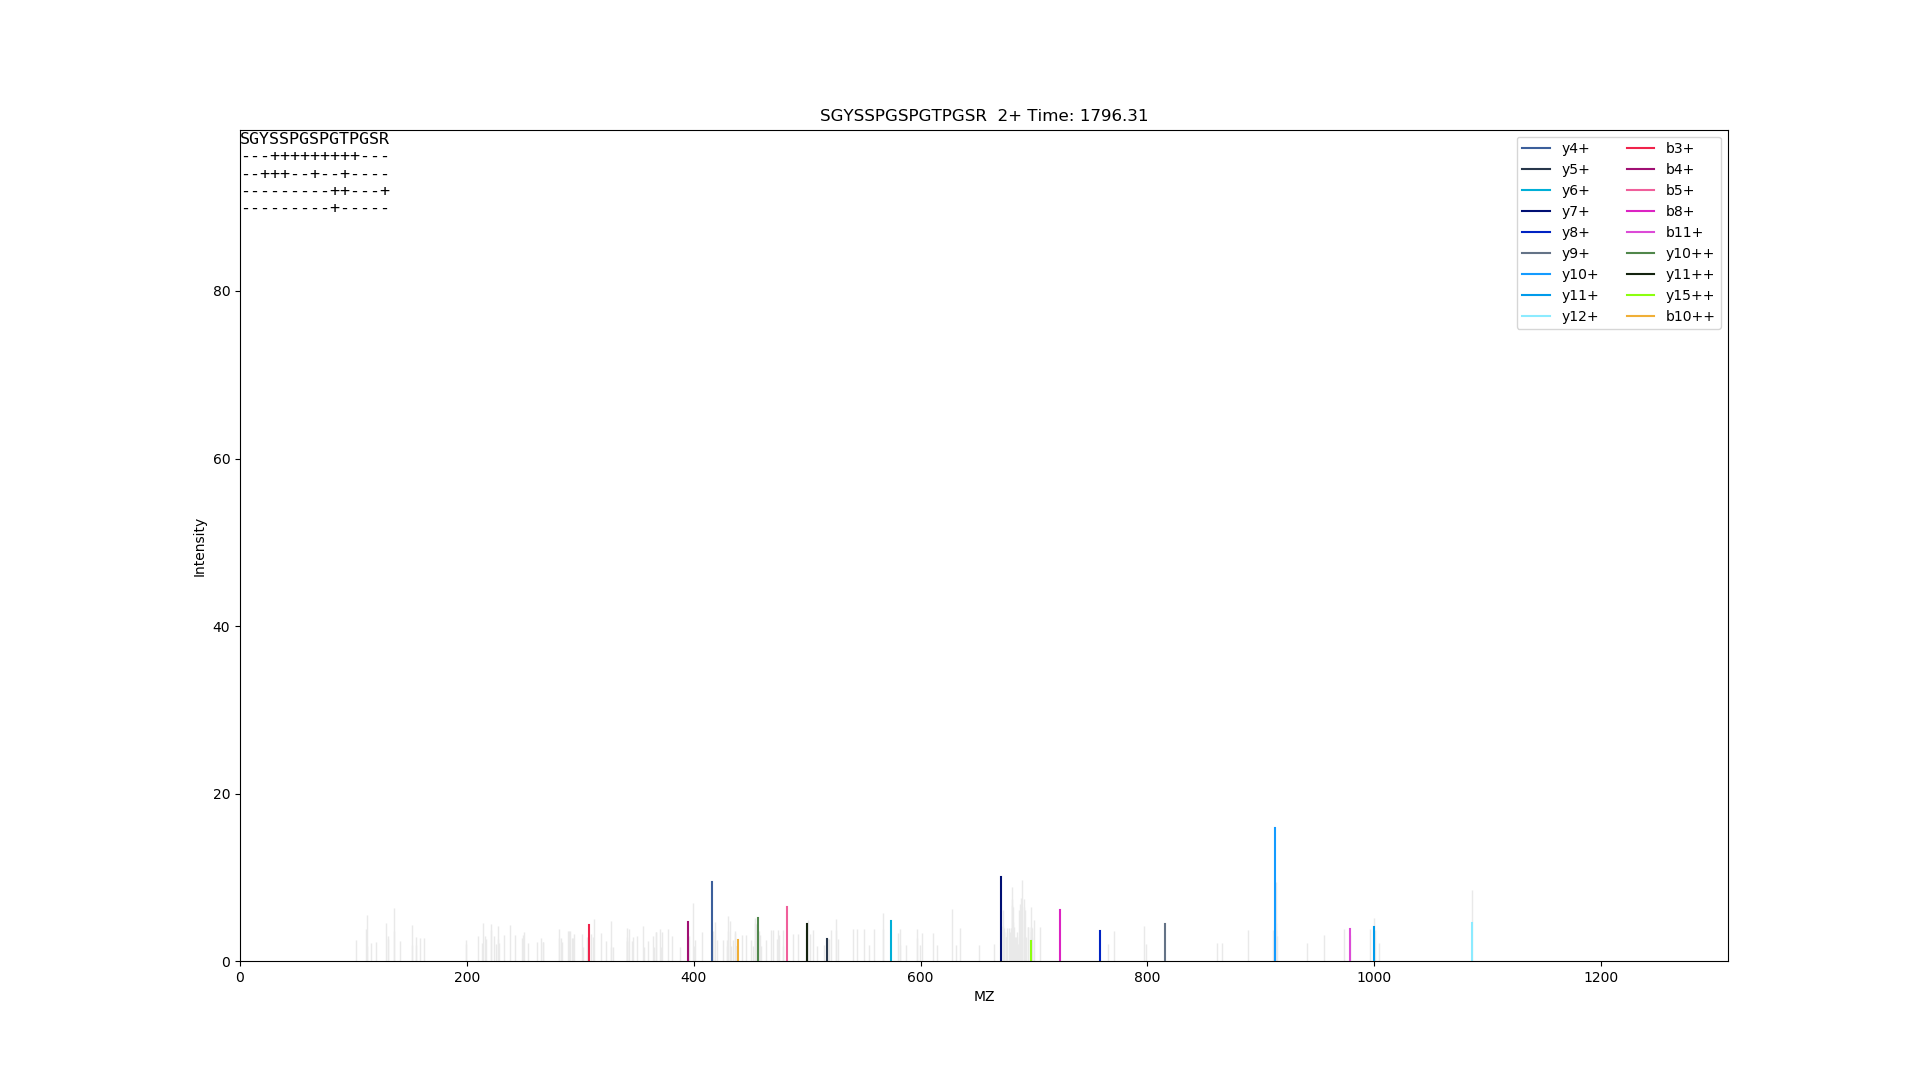 SGYSSPGSPGTPGSR  2+ Time: 1796.31
SGYSSPGSPGTPGSR
---+++++++++---
--+++--+--+----
---------++---+
---------+-----
y4+ b3+
y5+ b4+
y6+ b5+
y7+ b8+
y8+ b11+
y9+ y10++
y10+ y11++
y11+ y15++
y12+ b10++
80
60
40
20
0
Intensity
0 200 400 600 800 1000 1200
MZ